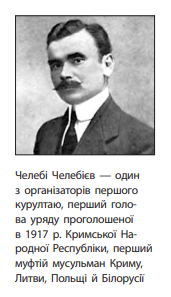 Челебі Челебієв — один
з організаторів першого
курултаю, перший голо-
ва уряду проголошеної
в 1917 р. Кримської На-
родної Республіки, перший
муфтій мусульман Криму,
Литви, Польщі й Білорусії